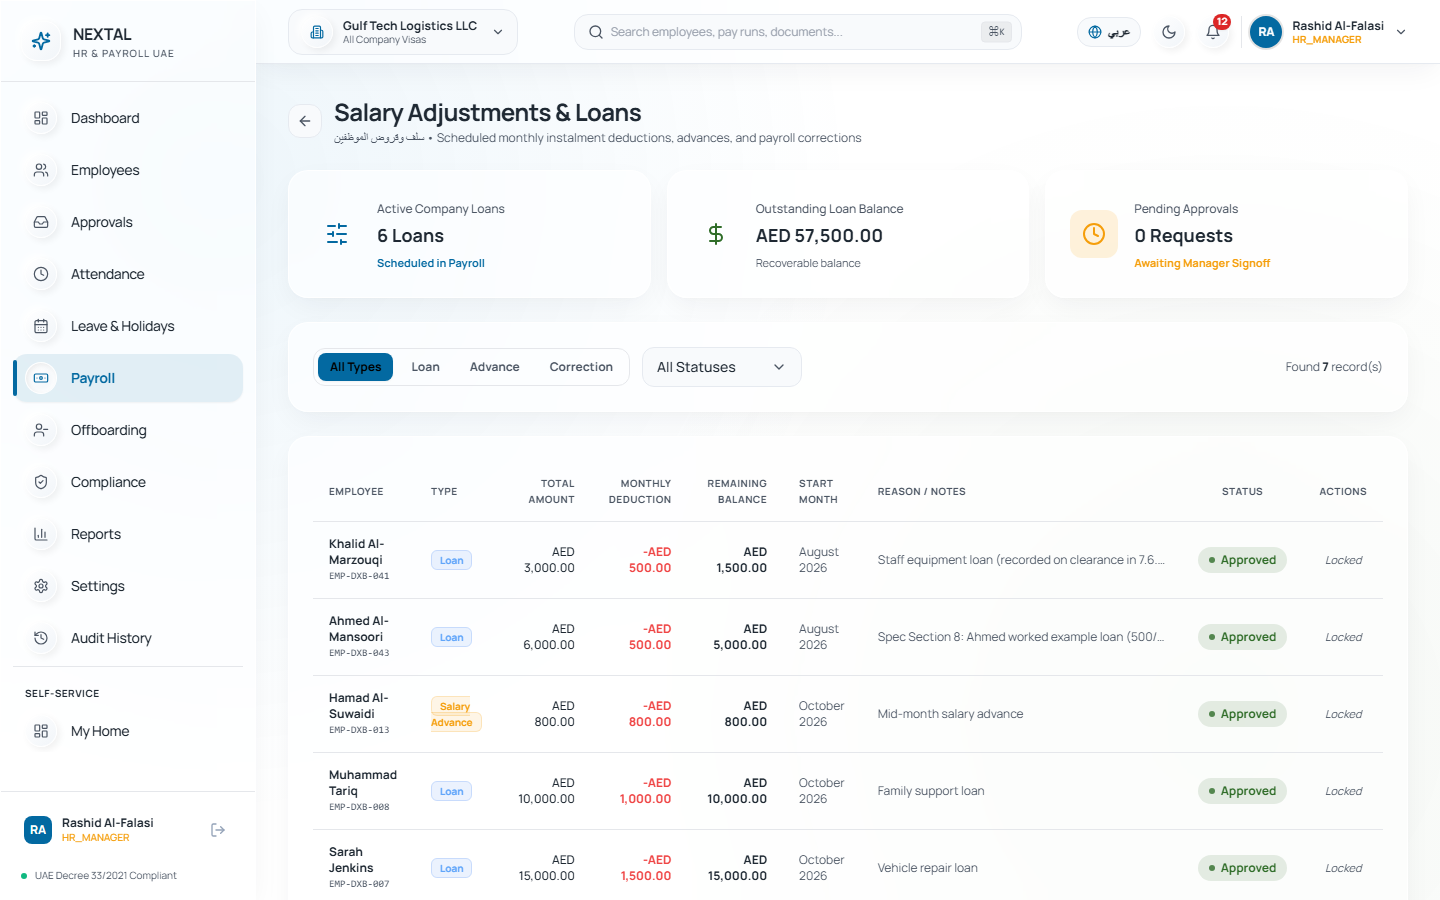 NEXTAL
HR & PAYROLL UAE
Dashboard
Employees
Approvals
Attendance
Leave & Holidays
Payroll
Offboarding
Compliance
Reports
Settings
Audit History
SELF-SERVICE
My Home
RA
Rashid Al-Falasi
HR_MANAGER
UAE Decree 33/2021 Compliant
Gulf Tech Logistics LLC
All Company Visas
Search employees, pay runs, documents...
⌘K
عربي
12
RA
Rashid Al-Falasi
HR_MANAGER
Salary Adjustments & Loans
سلف وقروض الموظفين • Scheduled monthly instalment deductions, advances, and payroll corrections
Active Company Loans
6 Loans
Scheduled in Payroll
Outstanding Loan Balance
AED 57,500.00
Recoverable balance
Pending Approvals
0 Requests
Awaiting Manager Signoff
All Types
Loan
Advance
Correction
All Statuses
Found 7 record(s)
EMPLOYEE
TYPE
TOTAL
AMOUNT
MONTHLY
DEDUCTION
REMAINING
BALANCE
START
MONTH
REASON / NOTES
STATUS
ACTIONS
Khalid Al-
Marzouqi
EMP-DXB-041
Loan
AED
3,000.00
-AED
500.00
AED
1,500.00
August
2026
Staff equipment loan (recorded on clearance in 7.6....
Approved
Locked
Ahmed Al-
Mansoori
EMP-DXB-043
Loan
AED
6,000.00
-AED
500.00
AED
5,000.00
August
2026
Spec Section 8: Ahmed worked example loan (500/...
Approved
Locked
Hamad Al-
Suwaidi
EMP-DXB-013
Salary
Advance
AED
800.00
-AED
800.00
AED
800.00
October
2026
Mid-month salary advance
Approved
Locked
Muhammad
Tariq
EMP-DXB-008
Loan
AED
10,000.00
-AED
1,000.00
AED
10,000.00
October
2026
Family support loan
Approved
Locked
Sarah
Jenkins
EMP-DXB-007
Loan
AED
15,000.00
-AED
1,500.00
AED
15,000.00
October
2026
Vehicle repair loan
Approved
Locked